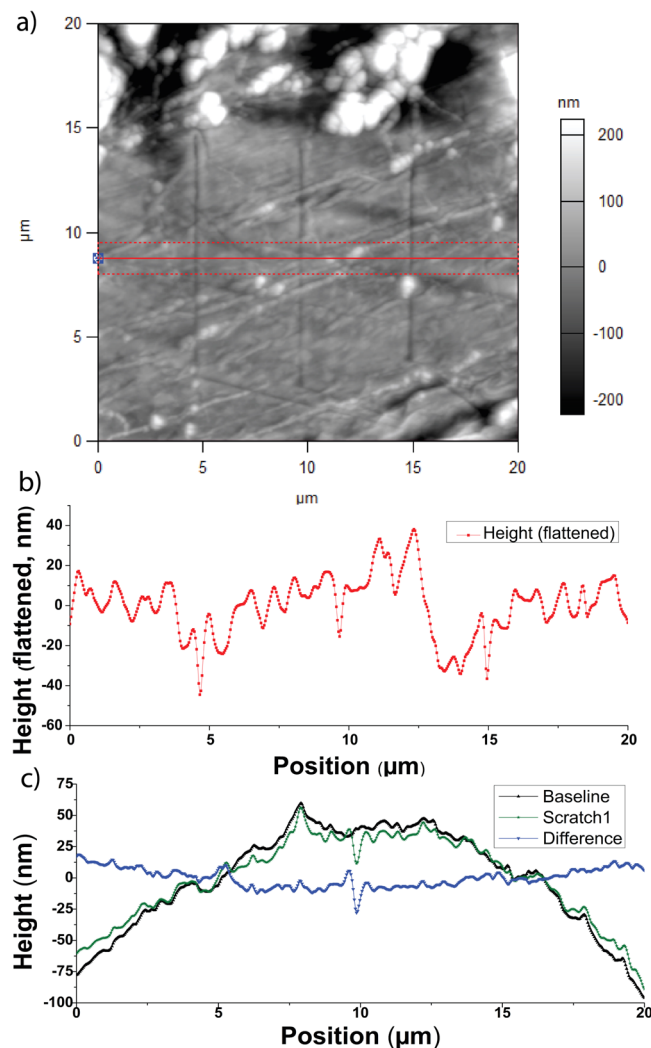 a)
20
15
10
5
0
µm
0
5
10
15
20
µm
nm
200
100
0
-100
-200
b)
40
20
0
-20
-40
-60
Height (flattened, nm)
Height (flattened)
0
5
10
15
20
Position (µm)
c)
75
50
25
0
-25
-50
-75
-100
Height (nm)
Baseline
Scratch1
Difference
0
5
10
15
20
Position (µm)